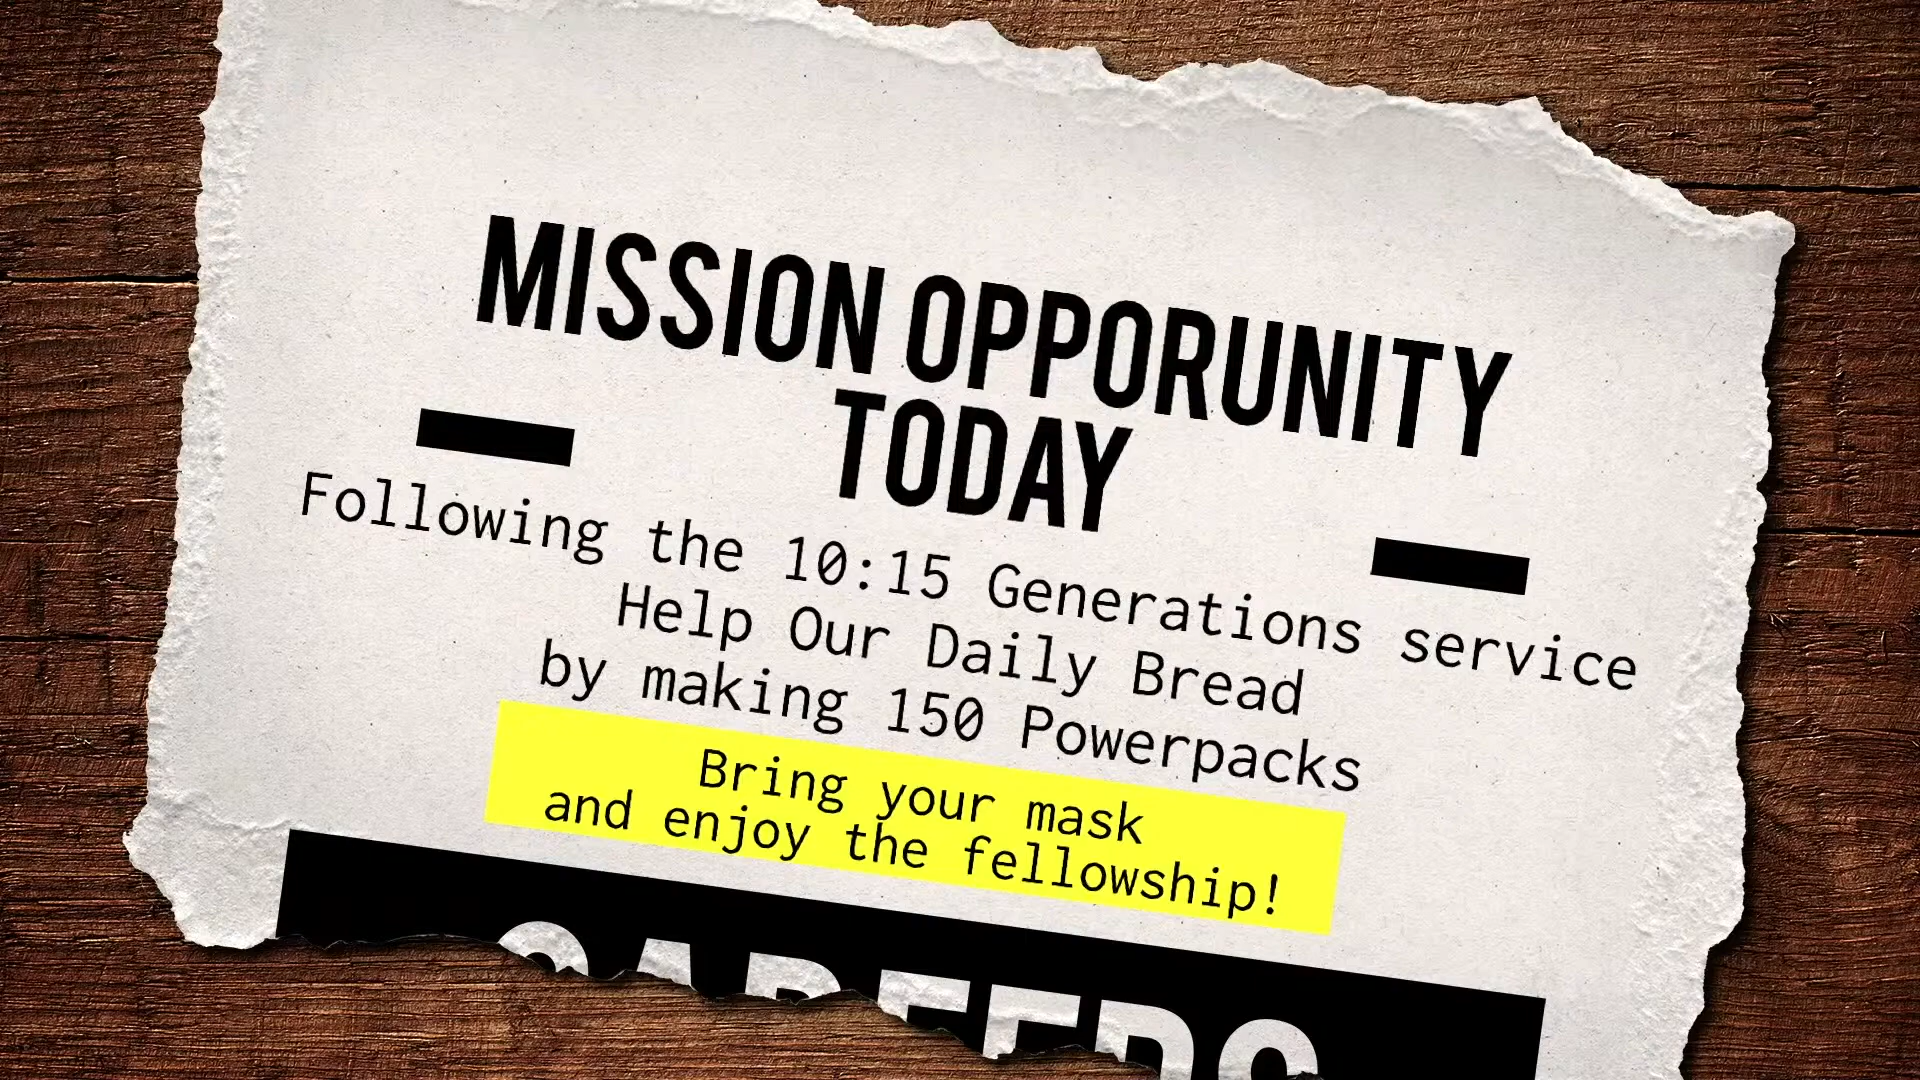 MISSION OPPORUNITY
TODAY
Following the 10:15 Generations service
Help Our Daily Bread
by making 150 Powerpacks
Bring your mask
and enjoy the fellowship!
CAREERS